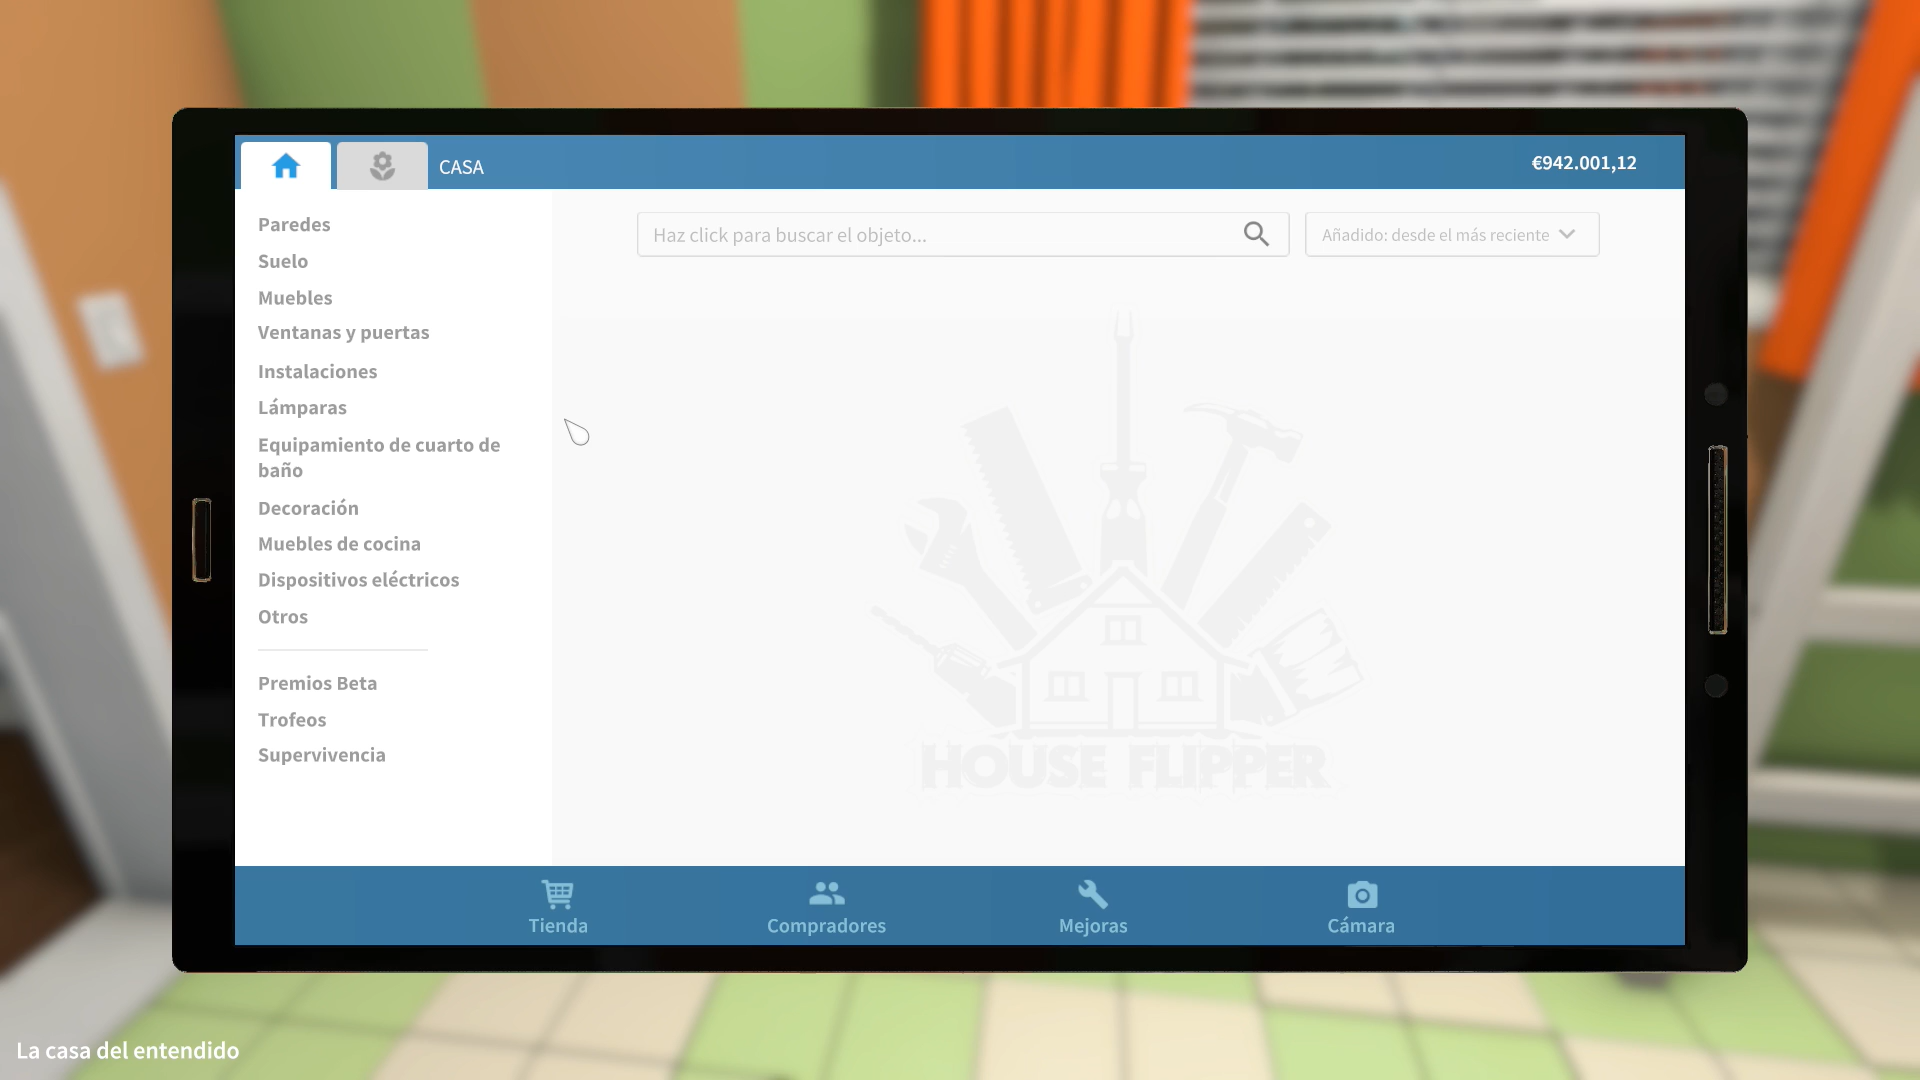 CASA
€942.001,12
Paredes
Suelo
Muebles
Ventanas y puertas
Instalaciones
Lámparas
Equipamiento de cuarto de
baño
Decoración
Muebles de cocina
Dispositivos eléctricos
Otros
Premios Beta
Trofeos
Supervivencia
Haz click para buscar el objeto...
Añadido: desde el más reciente
HOUSE FLIPPER
Tienda
Compradores
Mejoras
Cámara
La casa del entendido